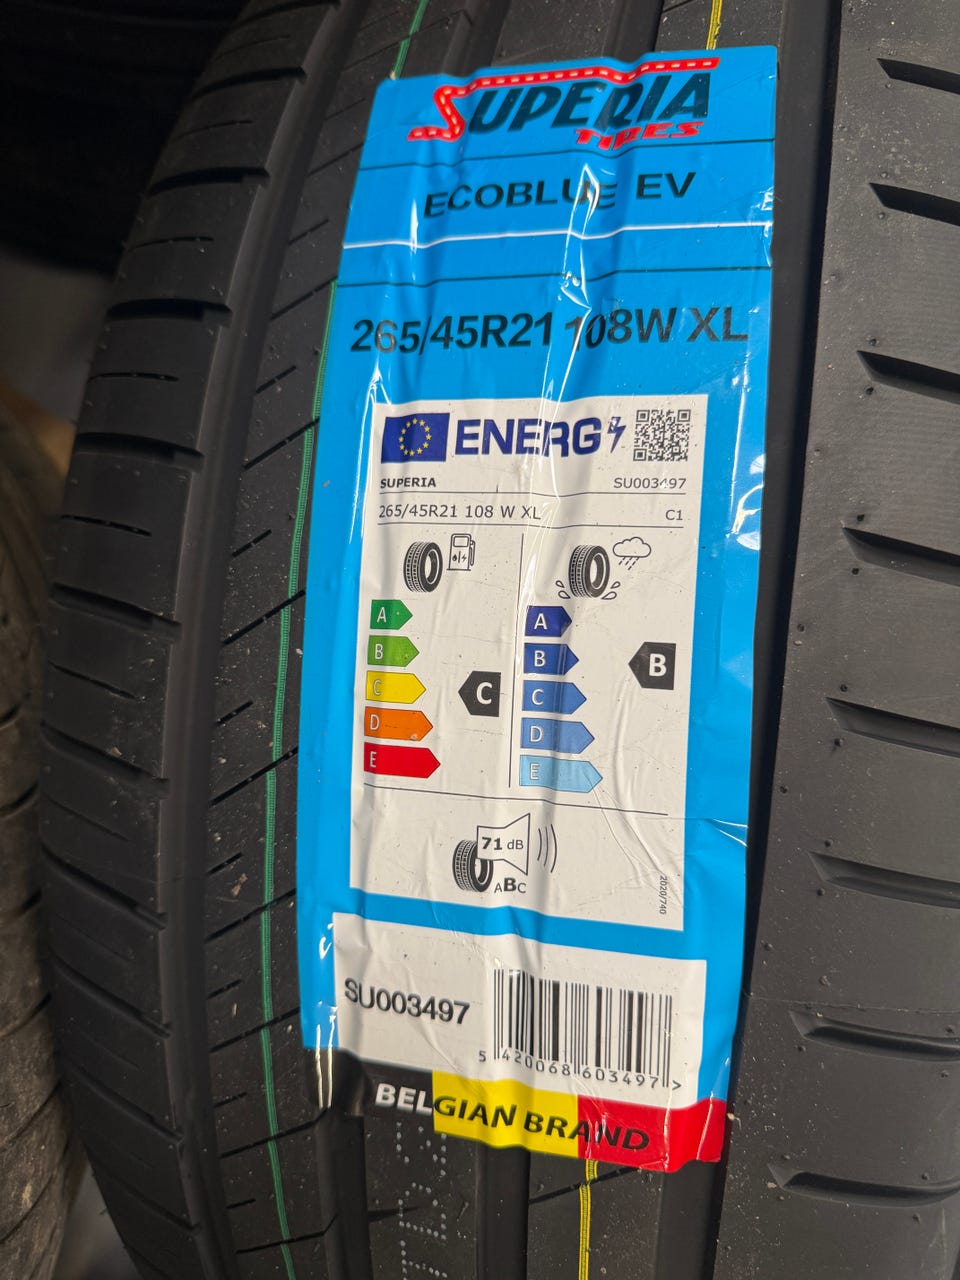 SUPERIA
TIRES
ECOBLUE EV
265/45R21 108W XL
ENERG
SUPERIA SU003497
265/45R21 108 W XL C1
A A
B B B
C C C
D D
E E
71 dB
ABC
2020/740
SU003497
5 420068 603497 >
BELGIAN BRAND